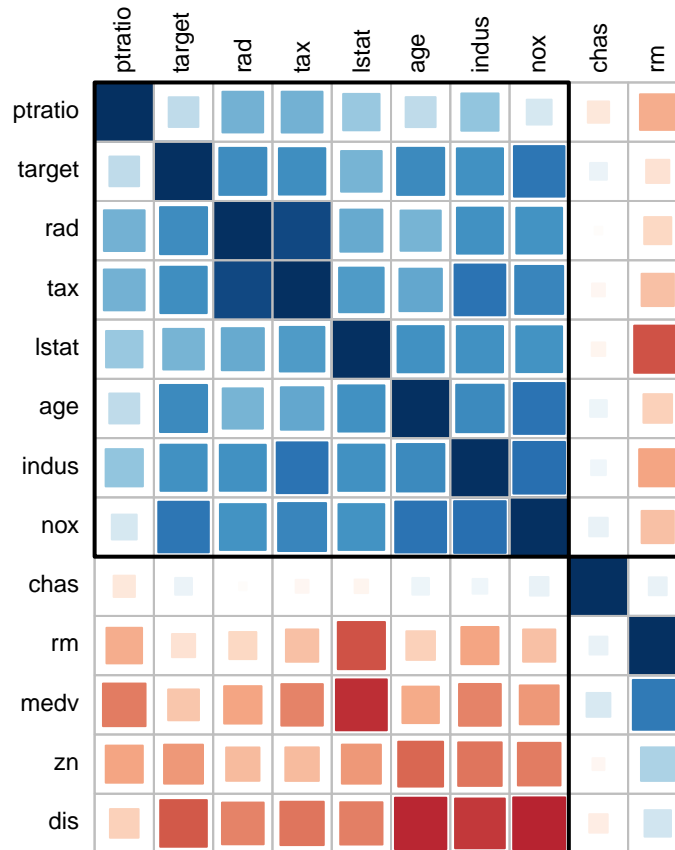 ptratio
target
rad
tax
lstat
age
indus
nox
chas
rm
ptratio
target
rad
tax
lstat
age
indus
nox
chas
rm
medv
zn
dis